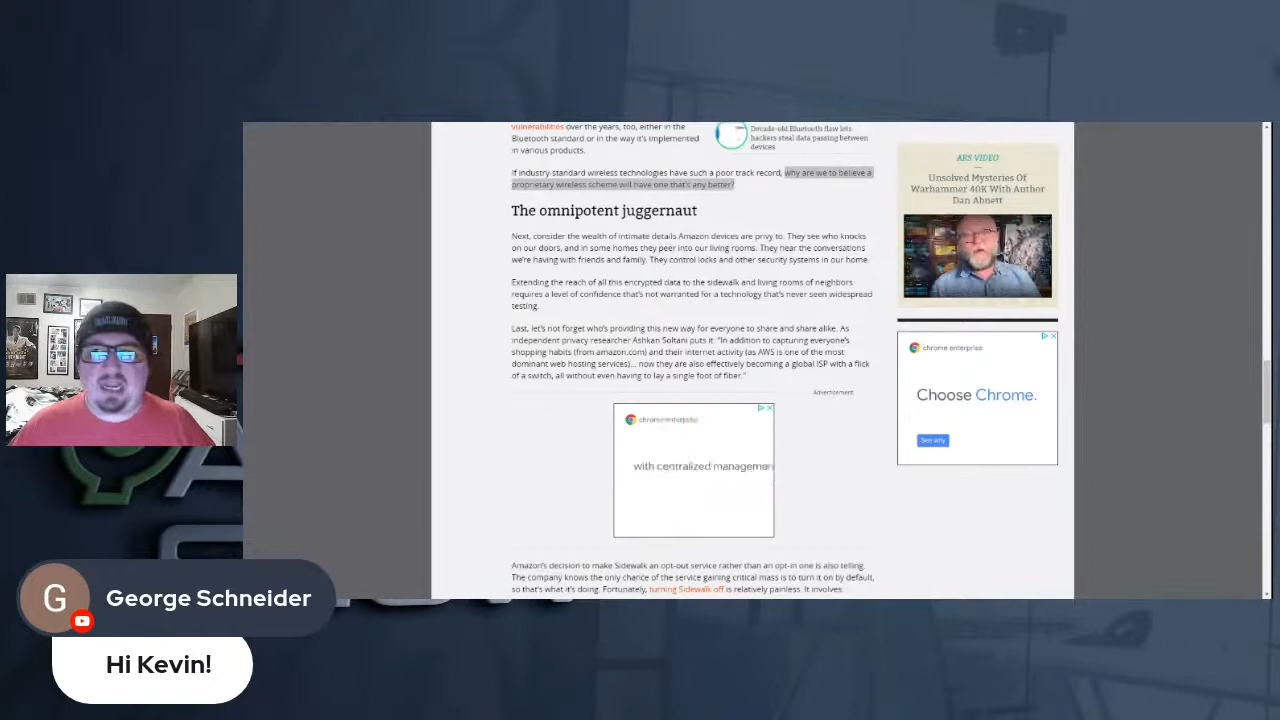 vulnerabilities over the years, too, either in the
Bluetooth standard or in the way it's implemented
in various products.
Decade-old Bluetooth flaw lets
hackers steal data passing between
devices
If industry-standard wireless technologies have such a poor track record, why are we to believe a
proprietary wireless scheme will have one that's any better?
The omnipotent juggernaut
Next, consider the wealth of intimate details Amazon devices are privy to. They see who knocks
on our doors, and in some homes they peer into our living rooms. They hear the conversations
we're having with friends and family. They control locks and other security systems in our home.
Extending the reach of all this encrypted data to the sidewalk and living rooms of neighbors
requires a level of confidence that's not warranted for a technology that's never seen widespread
testing.
Last, let's not forget who's providing this new way for everyone to share and share alike. As
independent privacy researcher Ashkan Soltani puts it: "In addition to capturing everyone's
shopping habits (from amazon.com) and their internet activity (as AWS is one of the most
dominant web hosting services)... now they are also effectively becoming a global ISP with a flick
of a switch, all without even having to lay a single foot of fiber."
Advertisement
chrome enterprise
with centralized managemen
Amazon's decision to make Sidewalk an opt-out service rather than an opt-in one is also telling.
The company knows the only chance of the service gaining critical mass is to turn it on by default,
so that's what it's doing. Fortunately, turning Sidewalk off is relatively painless. It involves
ARS VIDEO
Unsolved Mysteries Of
Warhammer 40K With Author
Dan Abnett
chrome enterprise
Choose Chrome.
See why
G
George Schneider
Hi Kevin!